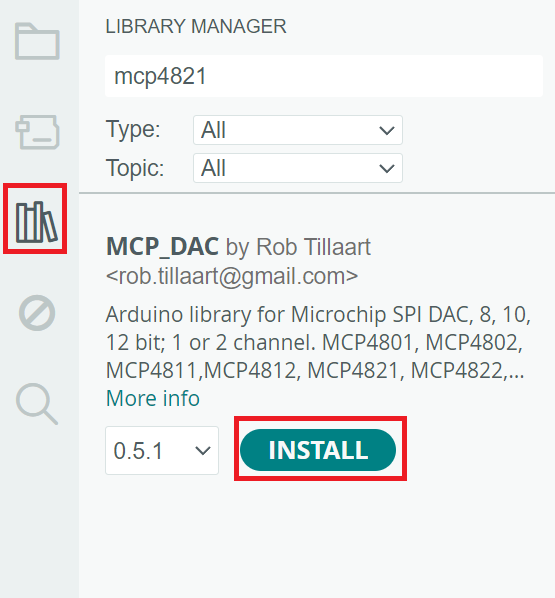 LIBRARY MANAGER
mcp4821
Type: All
Topic: All
MCP_DAC by Rob Tillaart
<rob.tillaart@gmail.com>
Arduino library for Microchip SPI DAC, 8, 10,
12 bit; 1 or 2 channel. MCP4801, MCP4802,
MCP4811,MCP4812, MCP4821, MCP4822,...
More info
0.5.1 INSTALL